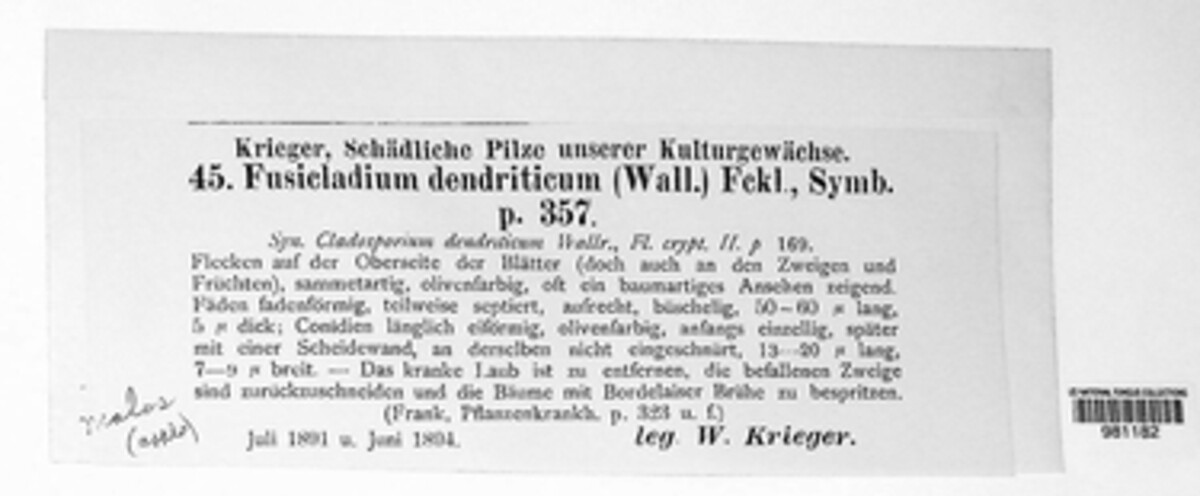 Krieger, Schädliche Pilze unserer Kulturgewächse.
45. Fusicladium dendriticum (Wall.) Fckl., Symb.
p. 357.
Syn. Cladosporium dendriticum Wallr., Fl. crypt. II. p 169.
Flecken auf der Oberseite der Blätter (doch auch an den Zweigen und
Früchten), sammetartig, olivenfarbig, oft ein baumartiges Ansehen zeigend.
Fäden fadenförmig, teilweise septiert, aufrecht, büschelig, 50—60 µ lang,
5 µ dick; Conidien länglich eiförmig, olivenfarbig, anfangs einzellig, später
mit einer Scheidewand, an derselben nicht eingeschnürt, 13—20 µ lang,
7—9 µ breit. — Das kranke Laub ist zu entfernen, die befallenen Zweige
sind zurückzuschneiden und die Bäume mit Bordelaiser Brühe zu bespritzen.
(Frank, Pflanzenkrankh. p. 323 u. f.)
Juli 1891 u. Juni 1894. leg. W. Krieger.
malus
(apple)
US NATIONAL FUNGUS COLLECTIONS
981182